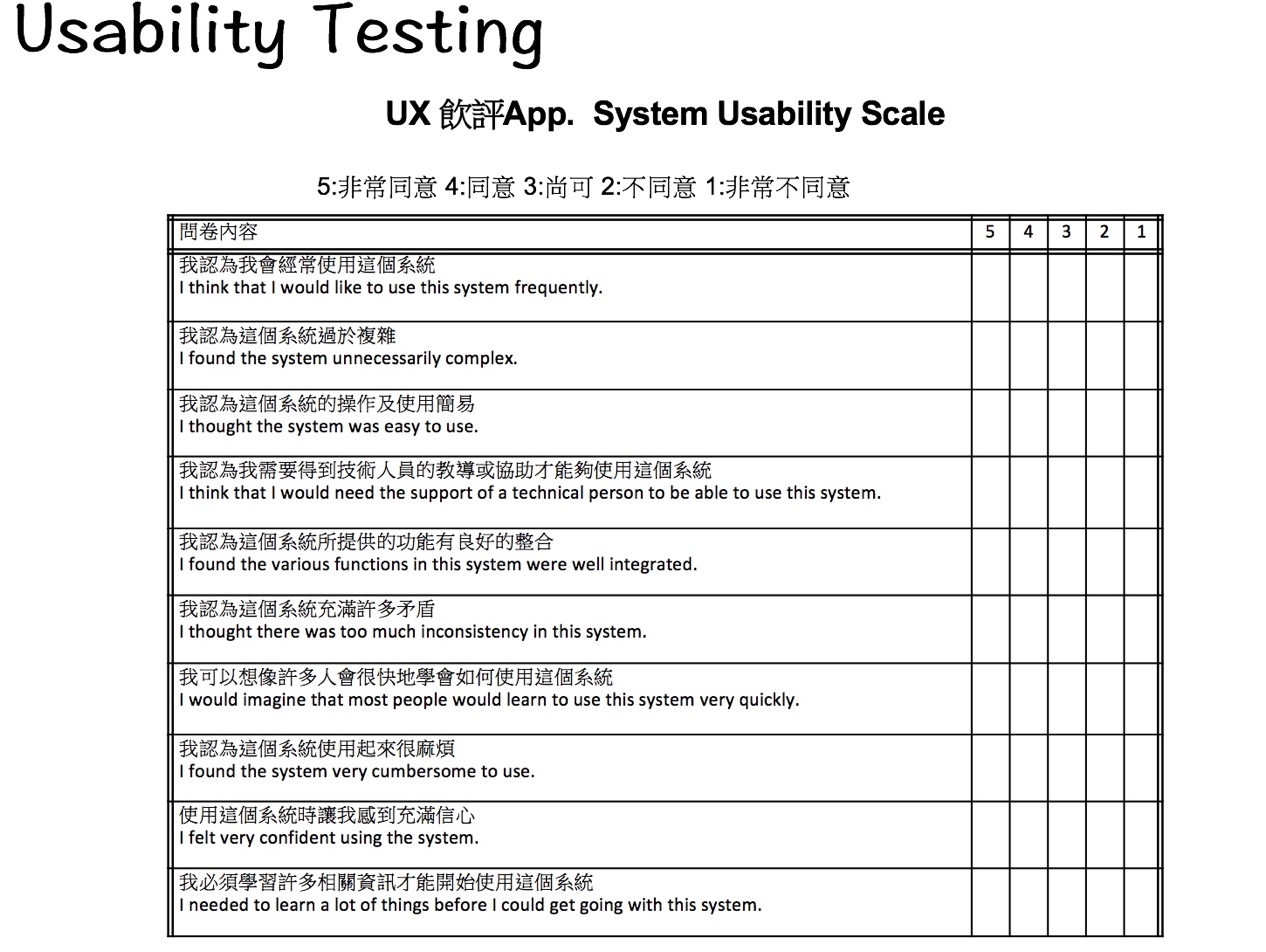 Usability Testing
UX 飲評App. System Usability Scale
5:非常同意 4:同意 3:尚可 2:不同意 1:非常不同意
問卷內容 5 4 3 2 1
我認為我會經常使用這個系統
I think that I would like to use this system frequently.
我認為這個系統過於複雜
I found the system unnecessarily complex.
我認為這個系統的操作及使用簡易
I thought the system was easy to use.
我認為我需要得到技術人員的教導或協助才能夠使用這個系統
I think that I would need the support of a technical person to be able to use this system.
我認為這個系統所提供的功能有良好的整合
I found the various functions in this system were well integrated.
我認為這個系統充滿許多矛盾
I thought there was too much inconsistency in this system.
我可以想像許多人會很快地學會如何使用這個系統
I would imagine that most people would learn to use this system very quickly.
我認為這個系統使用起來很麻煩
I found the system very cumbersome to use.
使用這個系統時讓我感到充滿信心
I felt very confident using the system.
我必須學習許多相關資訊才能開始使用這個系統
I needed to learn a lot of things before I could get going with this system.